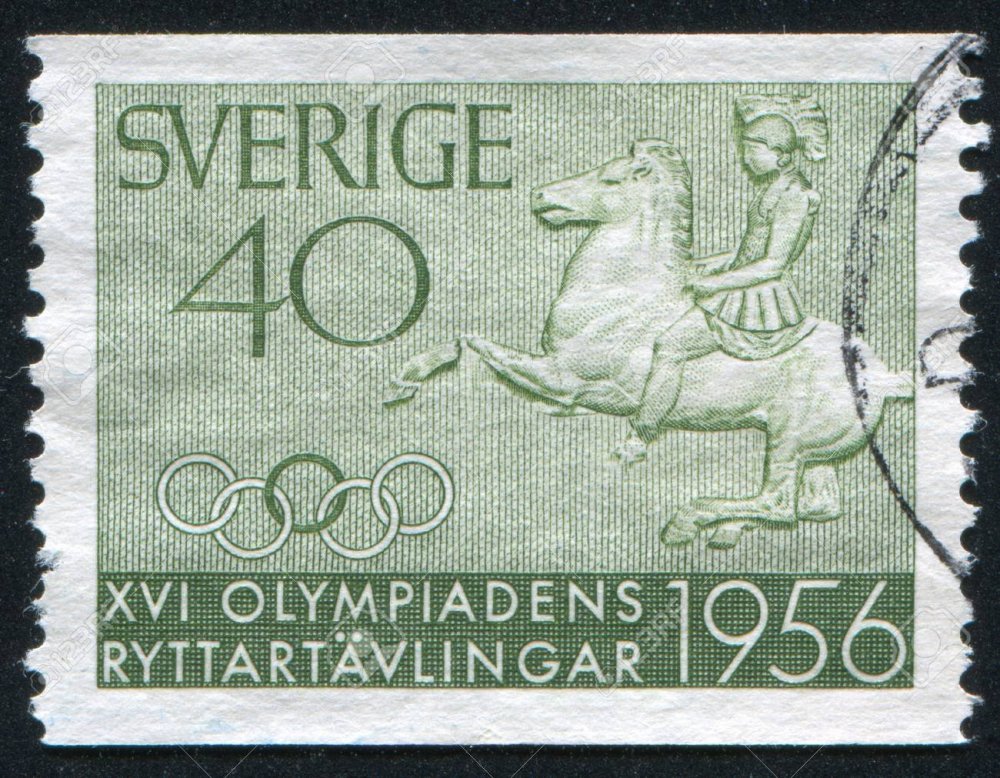 SVERIGE
40
XVI OLYMPIADENS
RYTTARTÄVLINGAR
1956